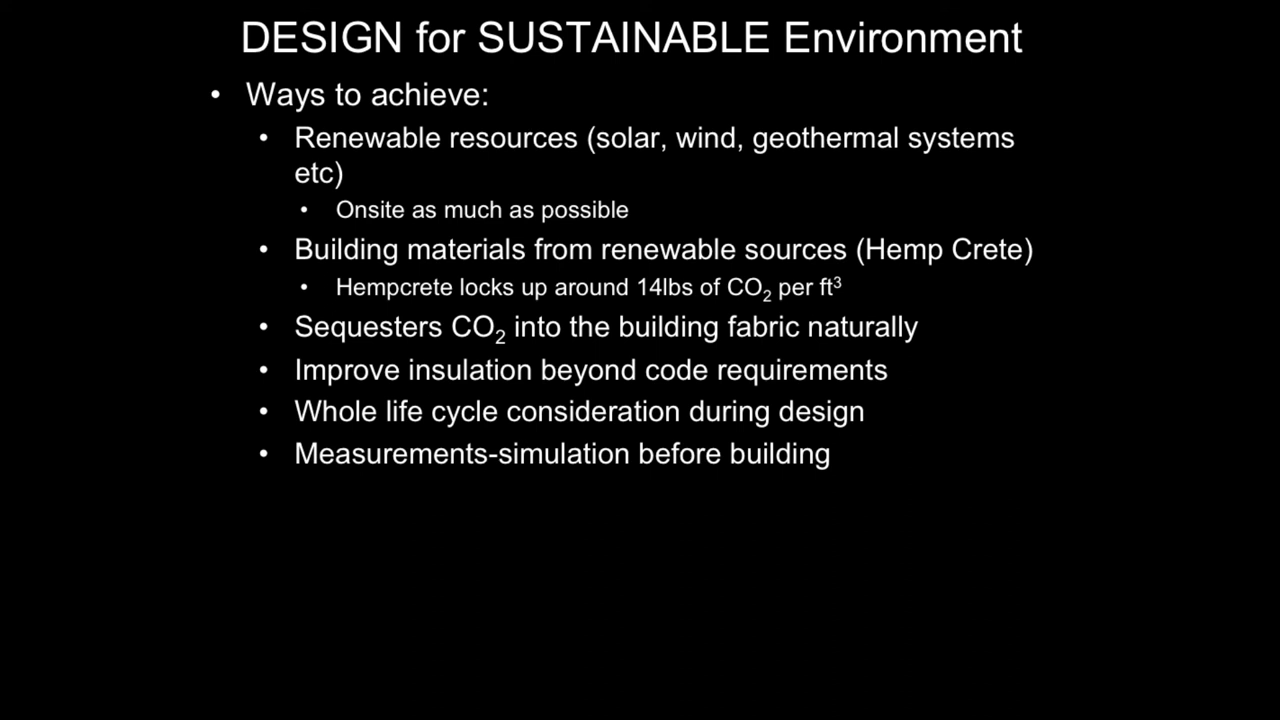 DESIGN for SUSTAINABLE Environment
• Ways to achieve:
• Renewable resources (solar, wind, geothermal systems
etc)
• Onsite as much as possible
• Building materials from renewable sources (Hemp Crete)
• Hempcrete locks up around 14lbs of CO₂ per ft³
• Sequesters CO₂ into the building fabric naturally
• Improve insulation beyond code requirements
• Whole life cycle consideration during design
• Measurements-simulation before building